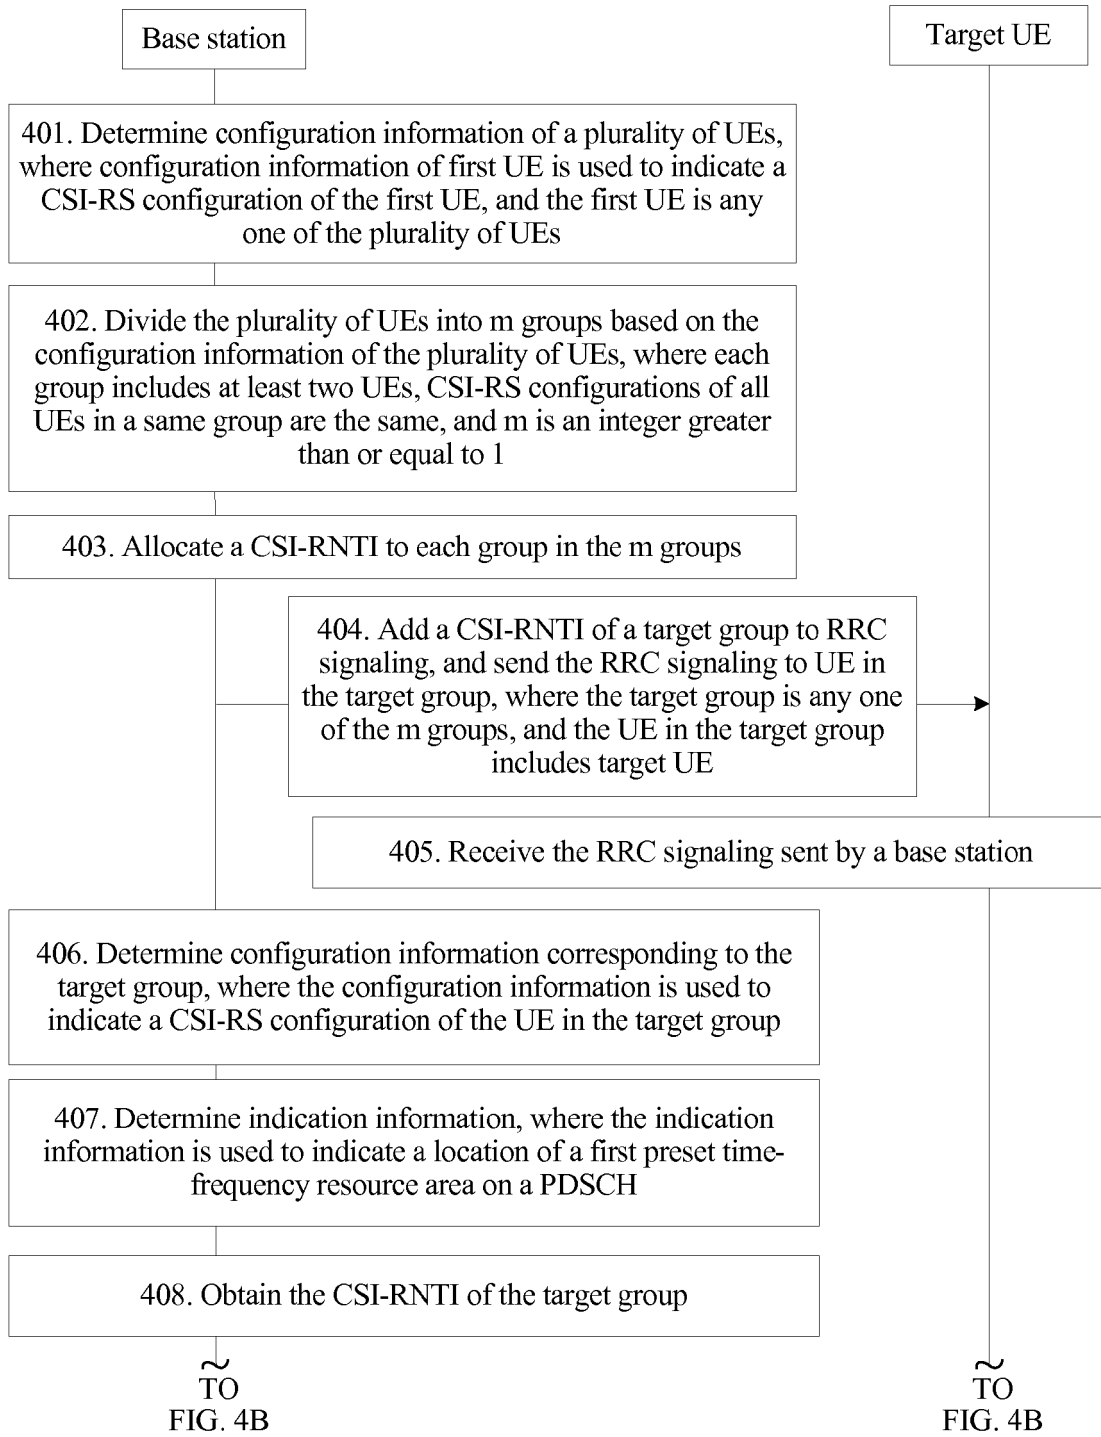 Base station
Target UE
401. Determine configuration information of a plurality of UEs,
where configuration information of first UE is used to indicate a
CSI-RS configuration of the first UE, and the first UE is any
one of the plurality of UEs
402. Divide the plurality of UEs into m groups based on the
configuration information of the plurality of UEs, where each
group includes at least two UEs, CSI-RS configurations of all
UEs in a same group are the same, and m is an integer greater
than or equal to 1
403. Allocate a CSI-RNTI to each group in the m groups
404. Add a CSI-RNTI of a target group to RRC
signaling, and send the RRC signaling to UE in
the target group, where the target group is any one
of the m groups, and the UE in the target group
includes target UE
405. Receive the RRC signaling sent by a base station
406. Determine configuration information corresponding to the
target group, where the configuration information is used to
indicate a CSI-RS configuration of the UE in the target group
407. Determine indication information, where the indication
information is used to indicate a location of a first preset time-
frequency resource area on a PDSCH
408. Obtain the CSI-RNTI of the target group
TO
FIG. 4B
TO
FIG. 4B